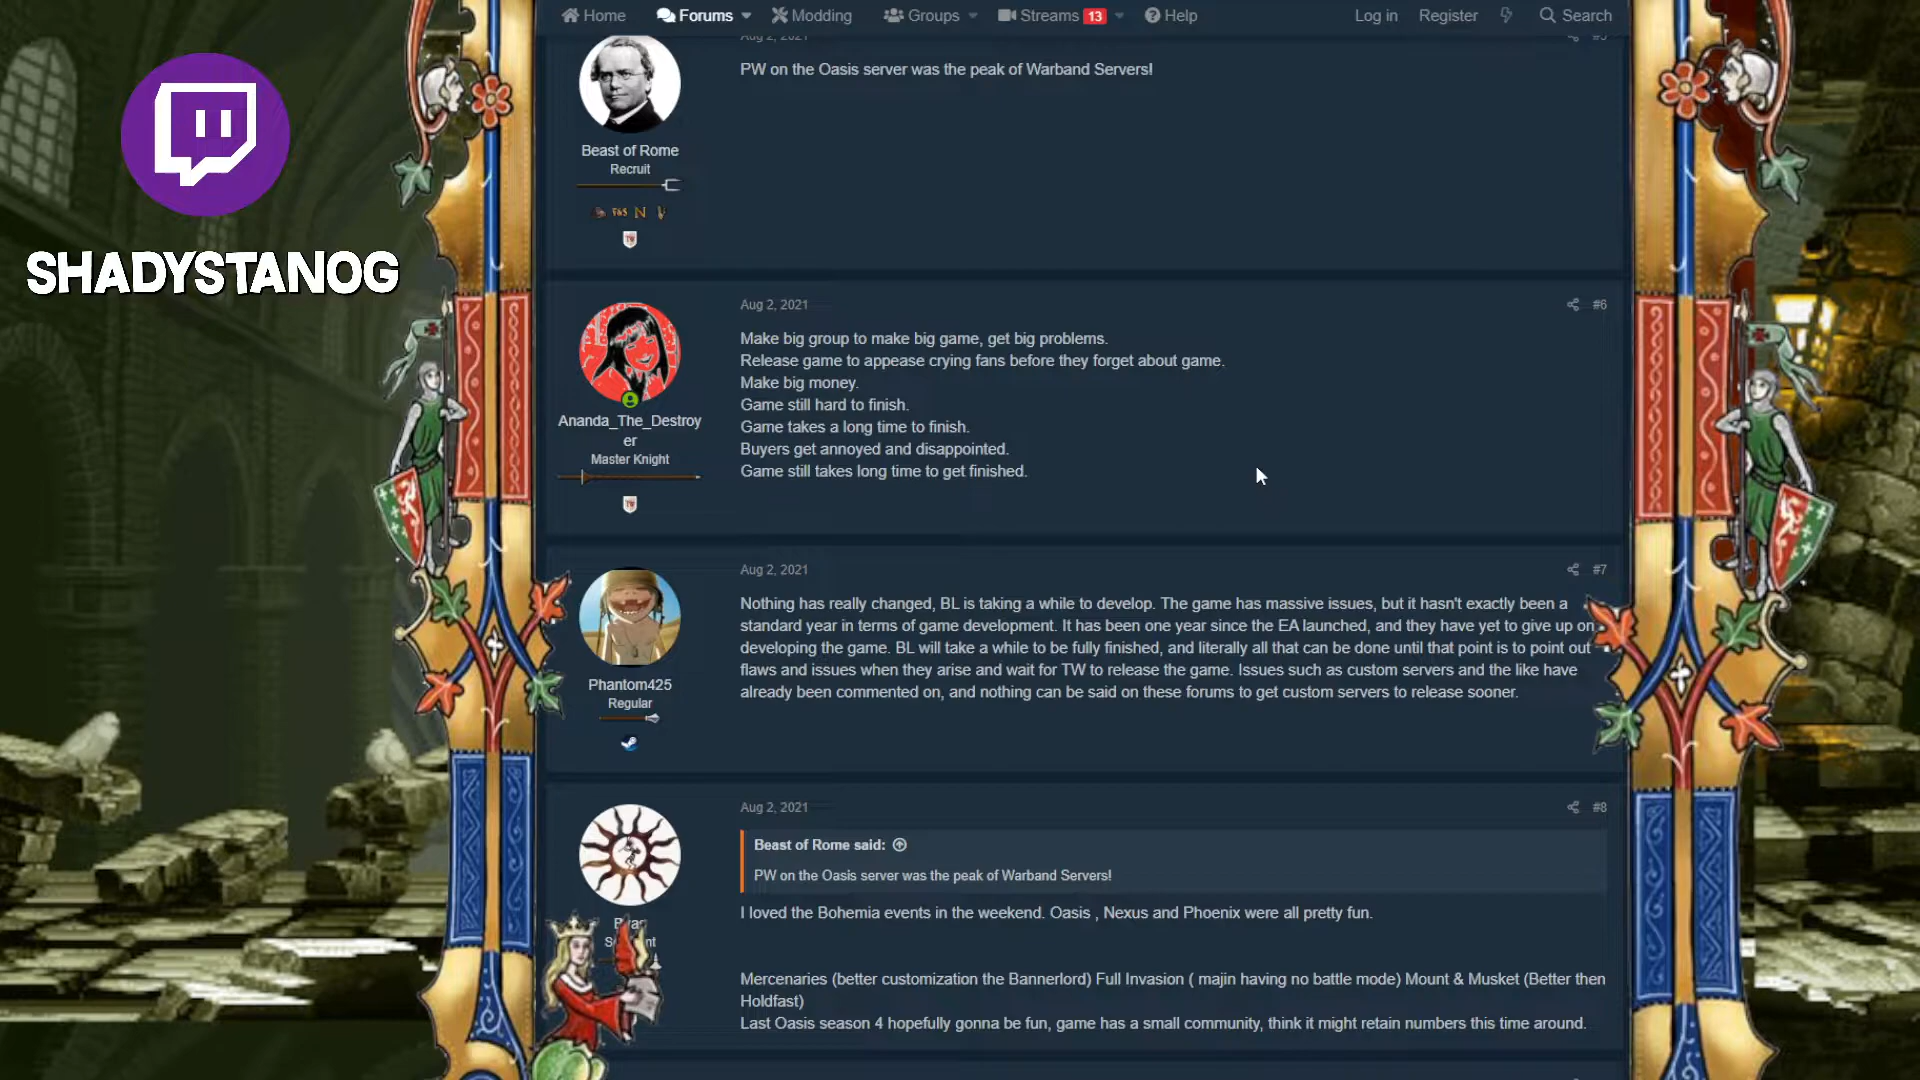 Home
Forums
Modding
Groups
Streams 13
Help
Log in
Register
Search
SHADYSTANOG
Aug 2, 2021
#5
PW on the Oasis server was the peak of Warband Servers!
Beast of Rome
Recruit
Aug 2, 2021
#6
Make big group to make big game, get big problems.
Release game to appease crying fans before they forget about game.
Make big money.
Game still hard to finish.
Game takes a long time to finish.
Buyers get annoyed and disappointed.
Game still takes long time to get finished.
Ananda_The_Destroy
er
Master Knight
Aug 2, 2021
#7
Nothing has really changed, BL is taking a while to develop. The game has massive issues, but it hasn't exactly been a
standard year in terms of game development. It has been one year since the EA launched, and they have yet to give up on
developing the game. BL will take a while to be fully finished, and literally all that can be done until that point is to point out
flaws and issues when they arise and wait for TW to release the game. Issues such as custom servers and the like have
already been commented on, and nothing can be said on these forums to get custom servers to release sooner.
Phantom425
Regular
Aug 2, 2021
#8
Beast of Rome said:
PW on the Oasis server was the peak of Warband Servers!
I loved the Bohemia events in the weekend. Oasis , Nexus and Phoenix were all pretty fun.
Mercenaries (better customization the Bannerlord) Full Invasion ( majin having no battle mode) Mount & Musket (Better then
Holdfast)
Last Oasis season 4 hopefully gonna be fun, game has a small community, think it might retain numbers this time around.